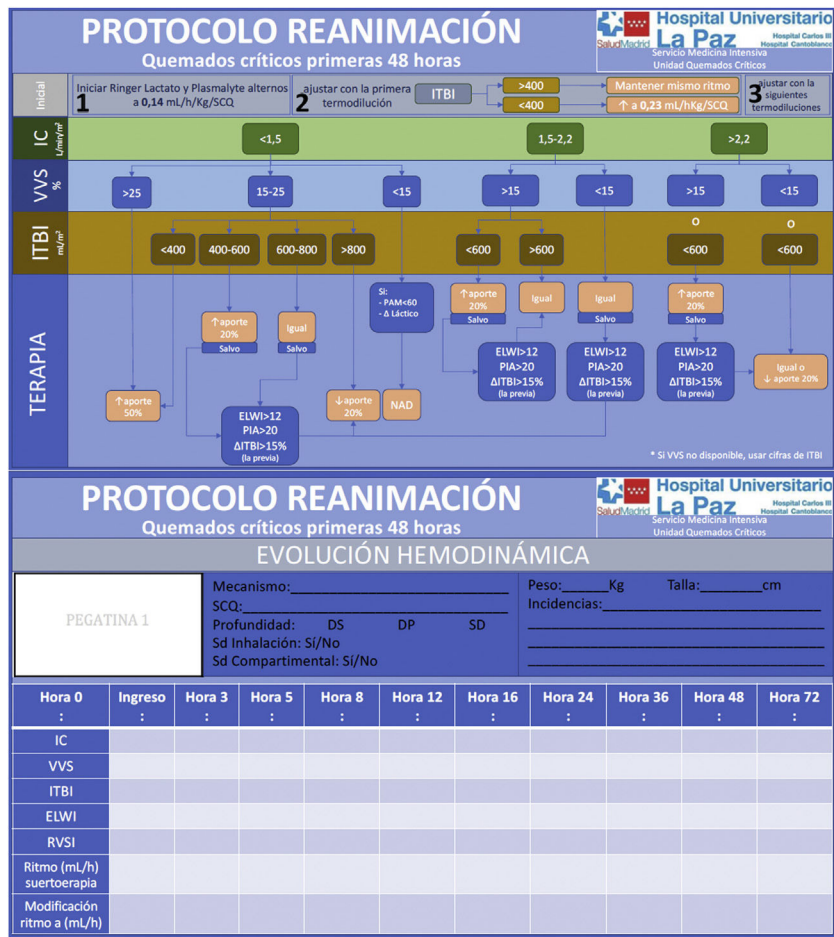 PROTOCOLO REANIMACIÓN
Quemados críticos primeras 48 horas
SaludMadrid
Hospital Universitario
La Paz
Hospital Carlos III
Hospital Cantoblanco
Servicio Medicina Intensiva
Unidad Quemados Críticos
Inicial
1
Iniciar Ringer Lactato y Plasmalyte alternos
a 0,14 mL/h/Kg/SCQ
2
ajustar con la primera
termodilución
ITBI
>400
Mantener mismo ritmo
<400
↑ a 0,23 mL/hKg/SCQ
3
ajustar con la
siguientes
termodiluciones
IC
L/min/m²
<1,5
1,5-2,2
>2,2
VVS
%
>25
15-25
<15
>15
<15
>15
<15
ITBI
mL/m²
<400
400-600
600-800
>800
<600
>600
O
<600
O
<600
TERAPIA
↑aporte
50%
↑aporte
20%
Salvo
Igual
Salvo
ELWI>12
PIA>20
ΔITBI>15%
(la previa)
↓aporte
20%
Si:
- PAM<60
- Δ Láctico
NAD
↑aporte
20%
Salvo
ELWI>12
PIA>20
ΔITBI>15%
(la previa)
Igual
Igual
Salvo
ELWI>12
PIA>20
ΔITBI>15%
(la previa)
↑aporte
20%
Salvo
ELWI>12
PIA>20
ΔITBI>15%
(la previa)
Igual o
↓ aporte 20%
* Si VVS no disponible, usar cifras de ITBI
PROTOCOLO REANIMACIÓN
Quemados críticos primeras 48 horas
SaludMadrid
Hospital Universitario
La Paz
Hospital Carlos III
Hospital Cantoblanco
Servicio Medicina Intensiva
Unidad Quemados Críticos
EVOLUCIÓN HEMODINÁMICA
PEGATINA 1
Mecanismo:
SCQ:
Profundidad: DS DP SD
Sd Inhalación: Sí/No
Sd Compartimental: Sí/No
Peso:______Kg Talla:________cm
Incidencias:
Hora 0 Ingreso Hora 3 Hora 5 Hora 8 Hora 12 Hora 16 Hora 24 Hora 36 Hora 48 Hora 72
: : : : : : : : : : :
IC
VVS
ITBI
ELWI
RVSI
Ritmo (mL/h)
suertoerapia
Modificación
ritmo a (mL/h)